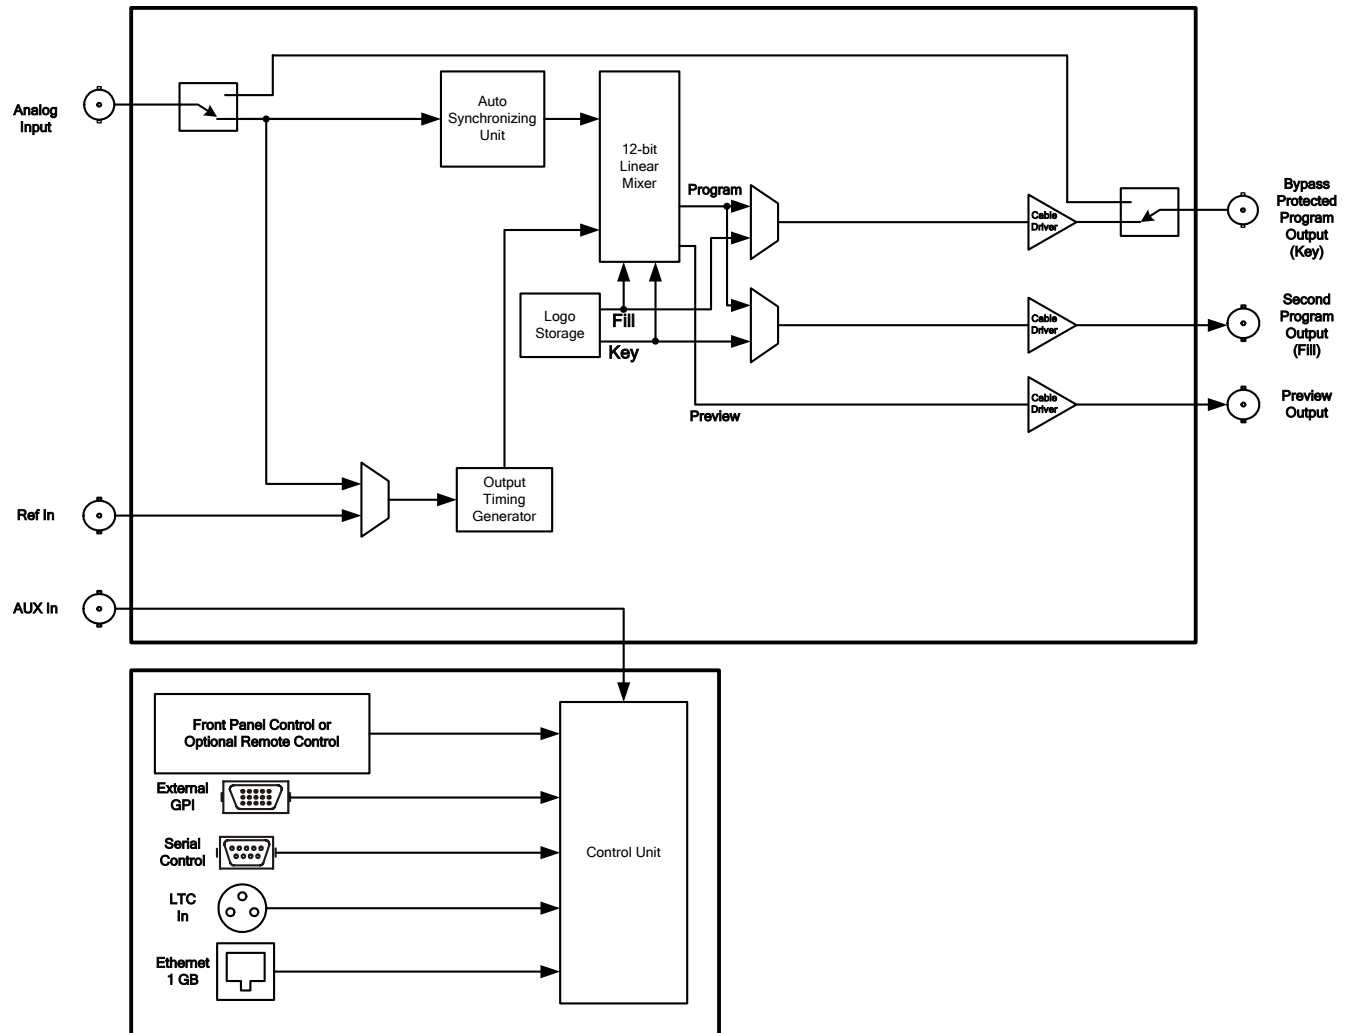 Analog
Input
Auto
Synchronizing
Unit
12-bit
Linear
Mixer
Program
Bypass
Protected
Program
Output
(Key)
Cable
Driver
Logo
Storage
Fill
Key
Cable
Driver
Second
Program
Output
(Fill)
Preview
Cable
Driver
Preview
Output
Ref In
Output
Timing
Generator
AUX In
Front Panel Control or
Optional Remote Control
External
GPI
Serial
Control
Control Unit
LTC
In
Ethernet
1 GB